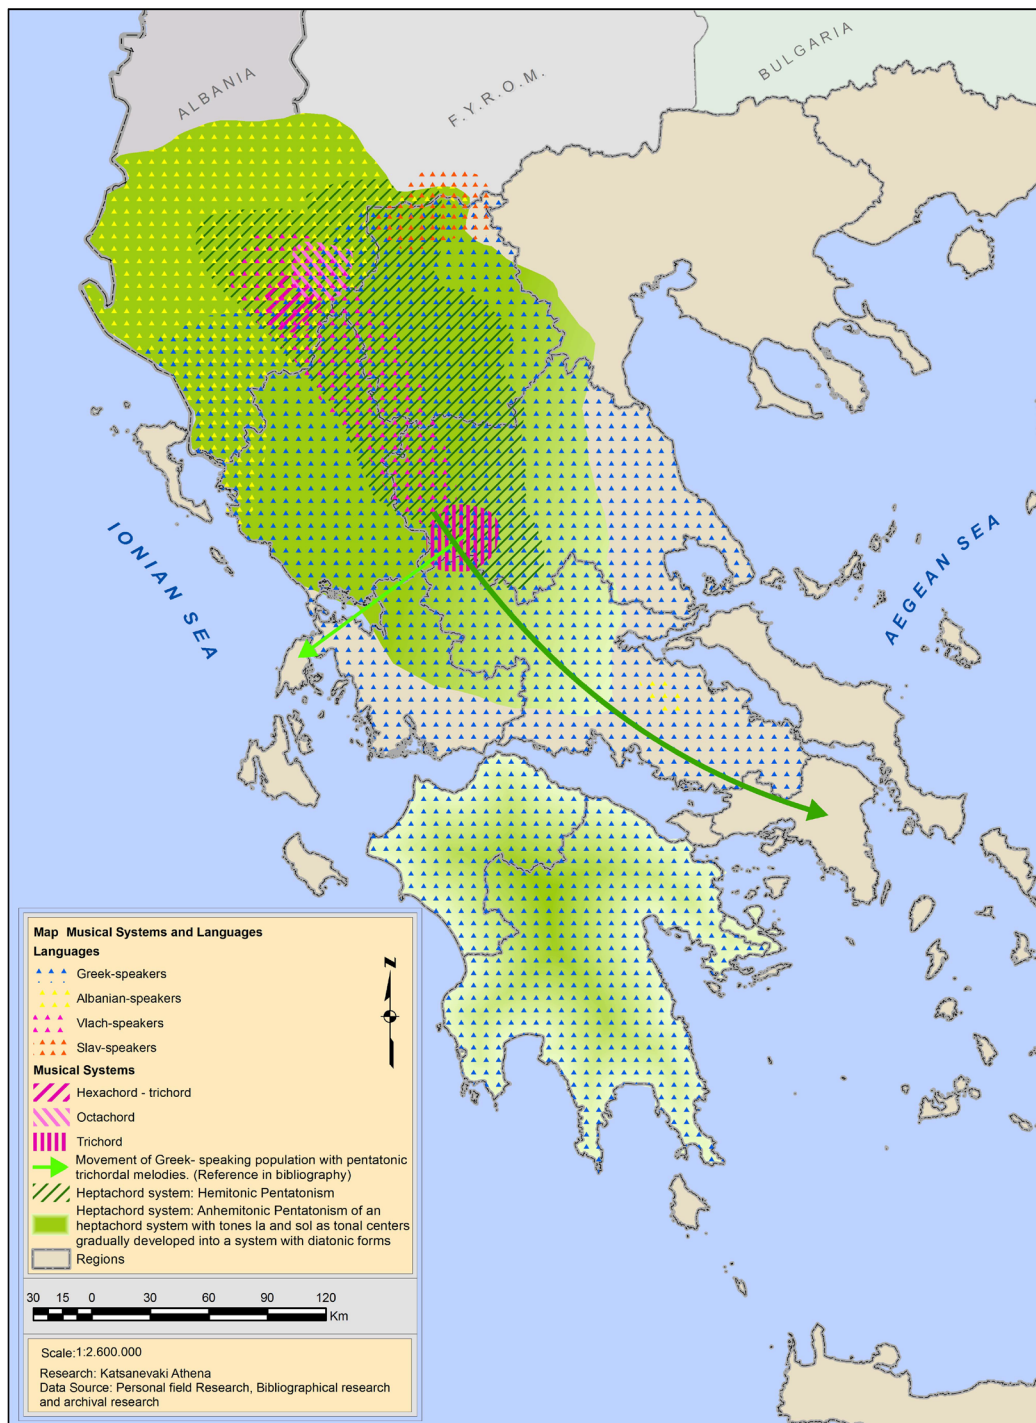 ALBANIA
F.Y.R.O.M.
BULGARIA
IONIAN SEA
AEGEAN SEA
Map Musical Systems and Languages
Languages
Greek-speakers
Albanian-speakers
Vlach-speakers
Slav-speakers
Musical Systems
Hexachord - trichord
Octachord
Trichord
Movement of Greek- speaking population with pentatonic
trichordal melodies. (Reference in bibliography)
Heptachord system: Hemitonic Pentatonism
Heptachord system: Anhemitonic Pentatonism of an
heptachord system with tones la and sol as tonal centers
gradually developed into a system with diatonic forms
Regions
N
30 15 0 30 60 90 120
Km
Scale:1:2.600.000
Research: Katsanevaki Athena
Data Source: Personal field Research, Bibliographical research
and archival research